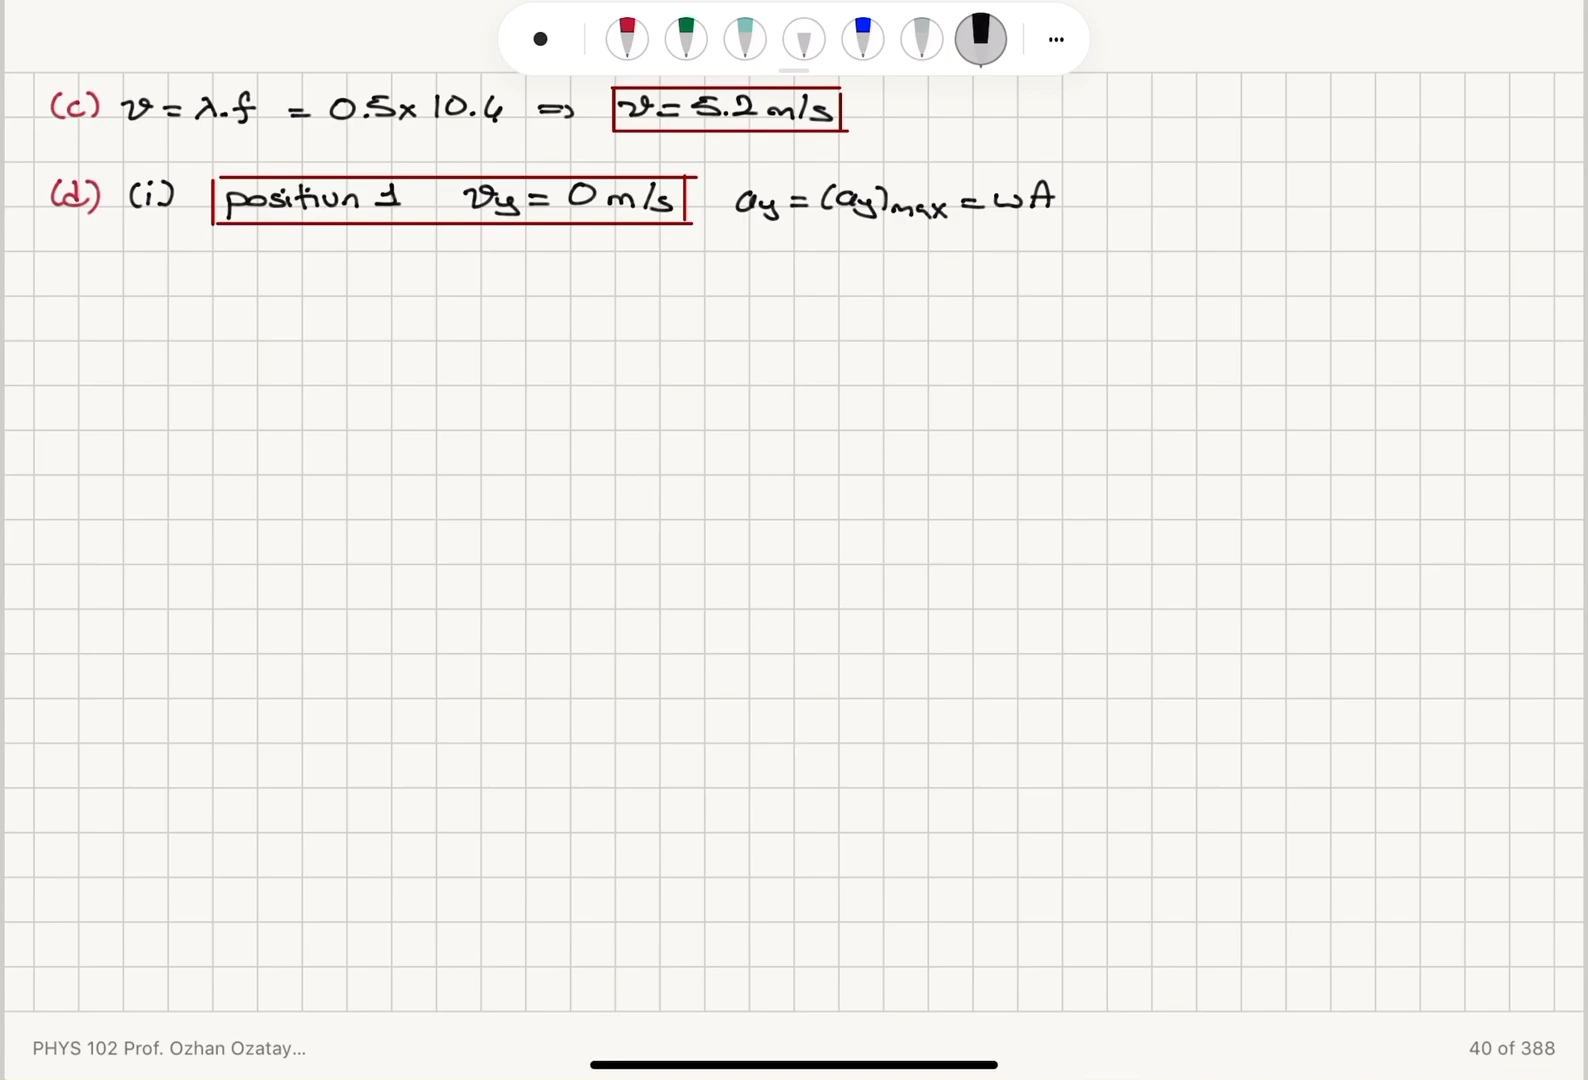 (c) v = λ.f = 0.5x 10.4 => v = 5.2 m/s
(d) (i) position 1 vy = 0 m/s ay = (ay)max = ωA
PHYS 102 Prof. Ozhan Ozatay...
40 of 388